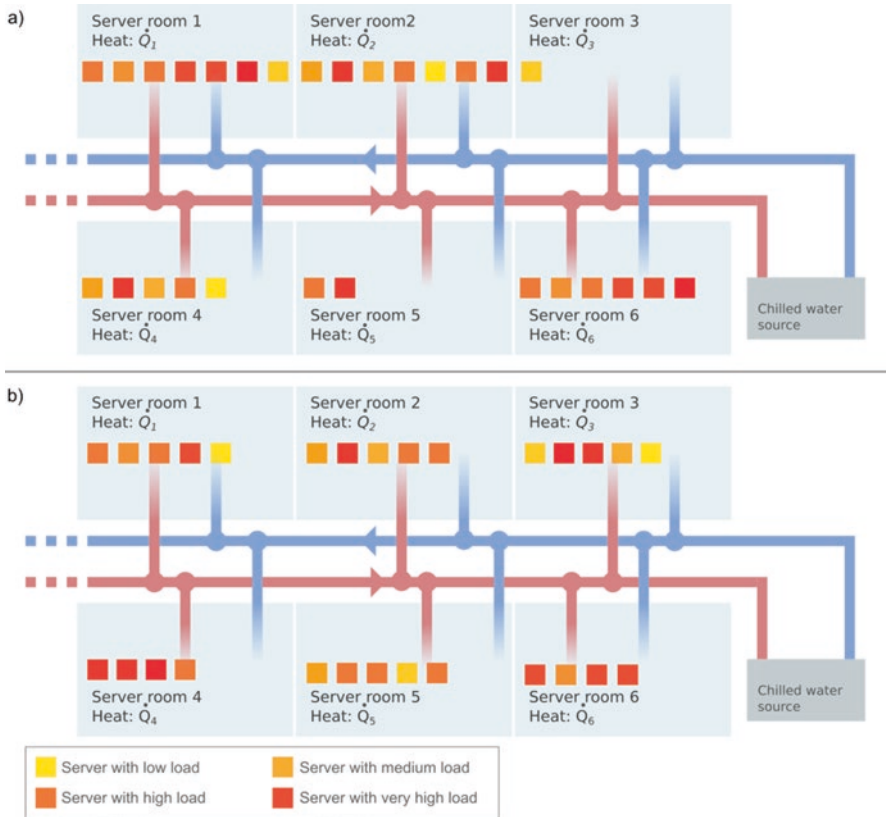 a)
Server room 1
Heat: Q̇₁
Server room2
Heat: Q̇₂
Server room 3
Heat: Q̇₃
Server room 4
Heat: Q̇₄
Server room 5
Heat: Q̇₅
Server room 6
Heat: Q̇₆
Chilled water
source
b)
Server room 1
Heat: Q̇₁
Server room 2
Heat: Q̇₂
Server room 3
Heat: Q̇₃
Server room 4
Heat: Q̇₄
Server room 5
Heat: Q̇₅
Server room 6
Heat: Q̇₆
Chilled water
source
Server with low load
Server with medium load
Server with high load
Server with very high load